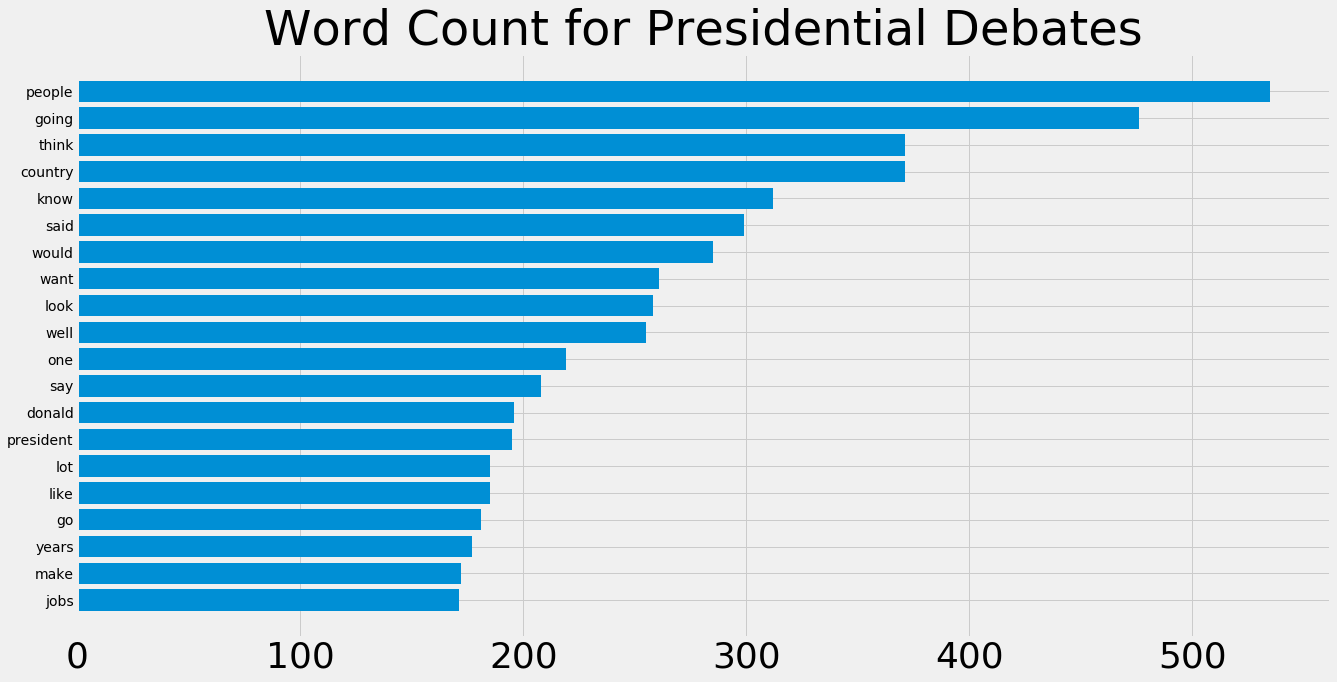 Word Count for Presidential Debates
people
going
think
country
know
said
would
want
look
well
one
say
donald
president
lot
like
go
years
make
jobs
0 100 200 300 400 500